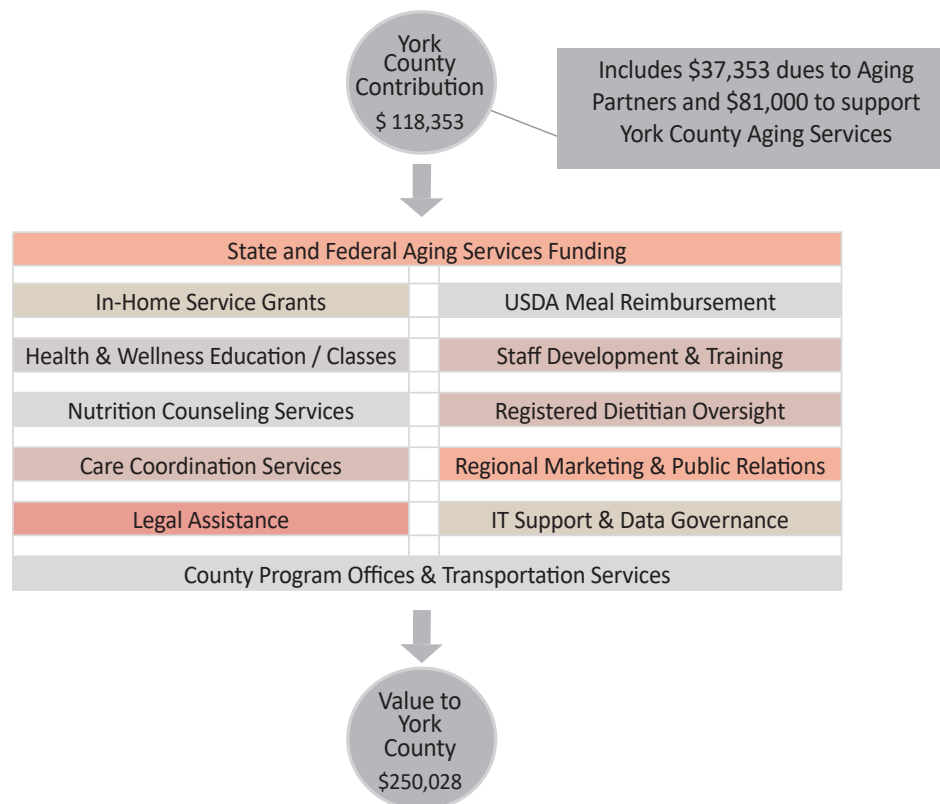 York
County
Contribution
$ 118,353
Includes $37,353 dues to Aging
Partners and $81,000 to support
York County Aging Services
State and Federal Aging Services Funding
In-Home Service Grants
USDA Meal Reimbursement
Health & Wellness Education / Classes
Staff Development & Training
Nutrition Counseling Services
Registered Dietitian Oversight
Care Coordination Services
Regional Marketing & Public Relations
Legal Assistance
IT Support & Data Governance
County Program Offices & Transportation Services
Value to
York
County
$250,028